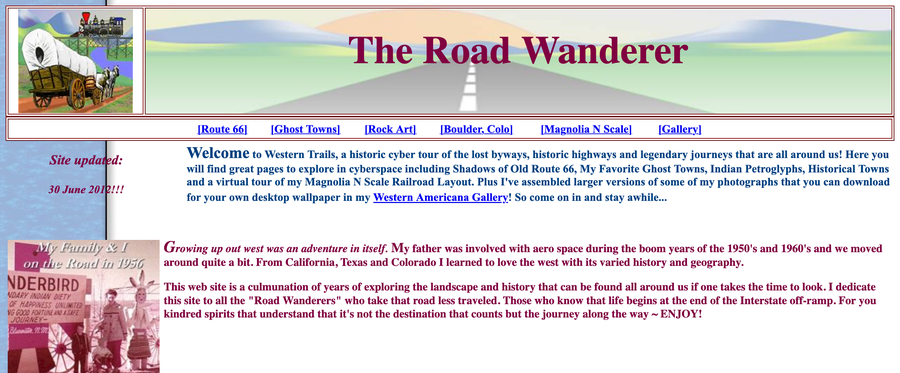 The Road Wanderer
[Route 66] [Ghost Towns] [Rock Art] [Boulder, Colo] [Magnolia N Scale] [Gallery]
Site updated:
30 June 2012!!!
Welcome to Western Trails, a historic cyber tour of the lost byways, historic highways and legendary journeys that are all around us! Here you
will find great pages to explore in cyberspace including Shadows of Old Route 66, My Favorite Ghost Towns, Indian Petroglyphs, Historical Towns
and a virtual tour of my Magnolia N Scale Railroad Layout. Plus I've assembled larger versions of some of my photographs that you can download
for your own desktop wallpaper in my Western Americana Gallery! So come on in and stay awhile...
My Family & I
on the Road in 1956
NDERBIRD
INDIAN DIETY
OF HAPPINESS UNLIMITED
GOOD FORTUNE AND A SAFE
JOURNEY~
Growing up out west was an adventure in itself. My father was involved with aero space during the boom years of the 1950's and 1960's and we moved
around quite a bit. From California, Texas and Colorado I learned to love the west with its varied history and geography.
This web site is a culmunation of years of exploring the landscape and history that can be found all around us if one takes the time to look. I dedicate
this site to all the "Road Wanderers" who take that road less traveled. Those who know that life begins at the end of the Interstate off-ramp. For you
kindred spirits that understand that it's not the destination that counts but the journey along the way ~ ENJOY!